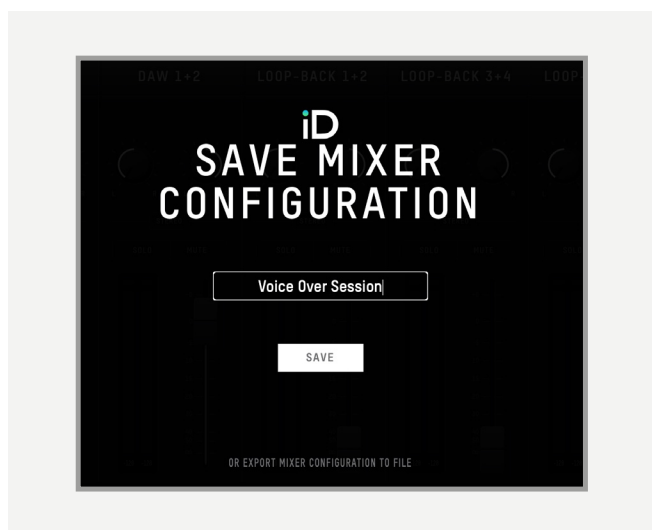 DAW 1+2 LOOP-BACK 1+2 LOOP-BACK 3+4 LOOP-
iD
SAVE MIXER
CONFIGURATION
Voice Over Session
SAVE
OR EXPORT MIXER CONFIGURATION TO FILE